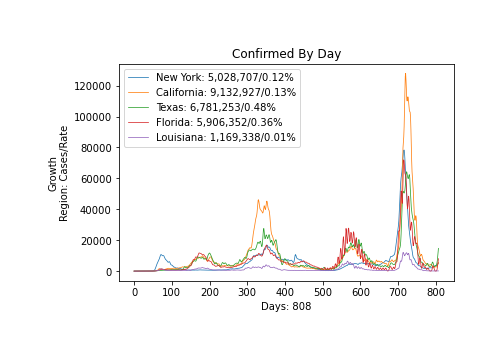 Confirmed By Day
New York: 5,028,707/0.12%
California: 9,132,927/0.13%
Texas: 6,781,253/0.48%
Florida: 5,906,352/0.36%
Louisiana: 1,169,338/0.01%
Growth
Region: Cases/Rate
120000
100000
80000
60000
40000
20000
0
0 100 200 300 400 500 600 700 800
Days: 808